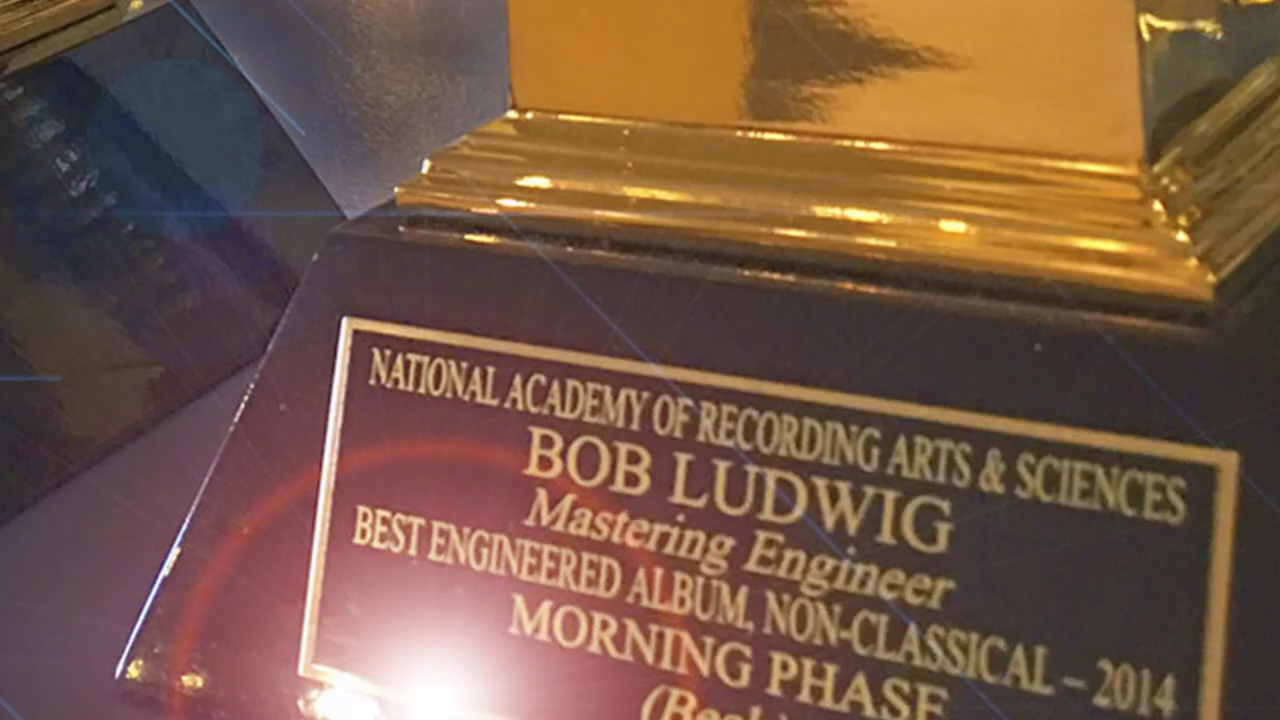 NATIONAL ACADEMY OF RECORDING ARTS & SCIENCES
BOB LUDWIG
Mastering Engineer
BEST ENGINEERED ALBUM, NON-CLASSICAL – 2014
MORNING PHASE